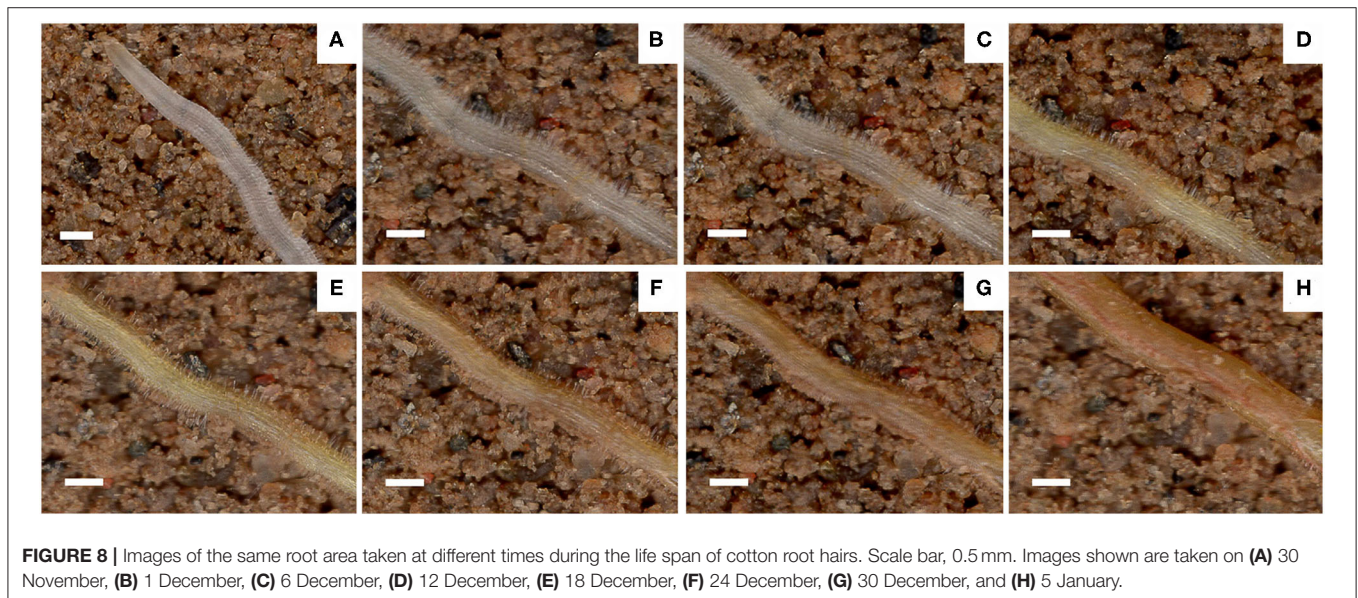 A
B
C
D
E
F
G
H
FIGURE 8 | Images of the same root area taken at different times during the life span of cotton root hairs. Scale bar, 0.5 mm. Images shown are taken on (A) 30
November, (B) 1 December, (C) 6 December, (D) 12 December, (E) 18 December, (F) 24 December, (G) 30 December, and (H) 5 January.